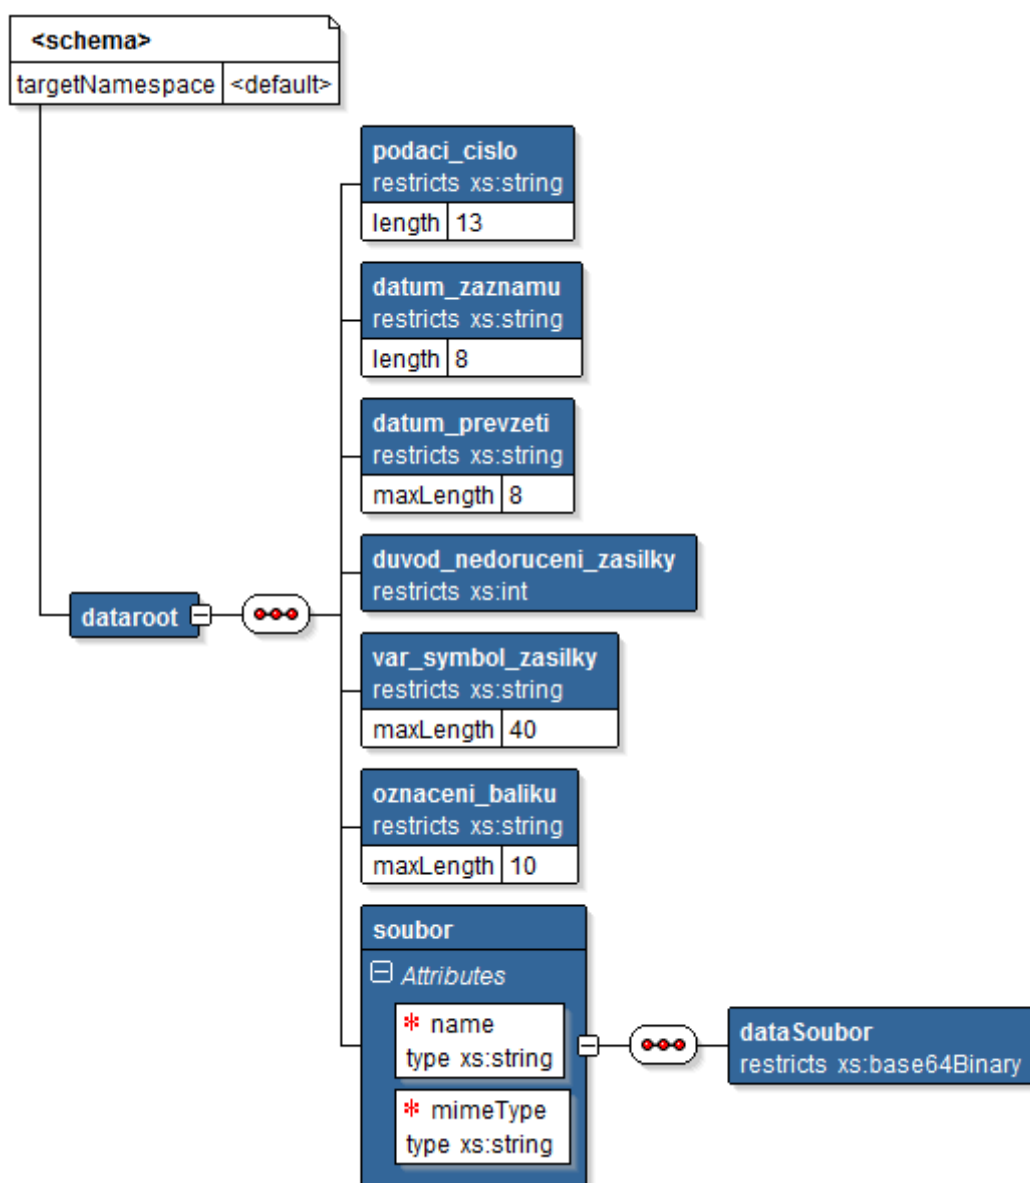 <schema>
targetNamespace <default>
podaci_cislo
restricts xs:string
length 13
datum_zaznamu
restricts xs:string
length 8
datum_prevzeti
restricts xs:string
maxLength 8
duvod_nedoruceni_zasilky
restricts xs:int
dataroot
var_symbol_zasilky
restricts xs:string
maxLength 40
oznaceni_baliku
restricts xs:string
maxLength 10
soubor
Attributes
* name
type xs:string
* mimeType
type xs:string
dataSoubor
restricts xs:base64Binary